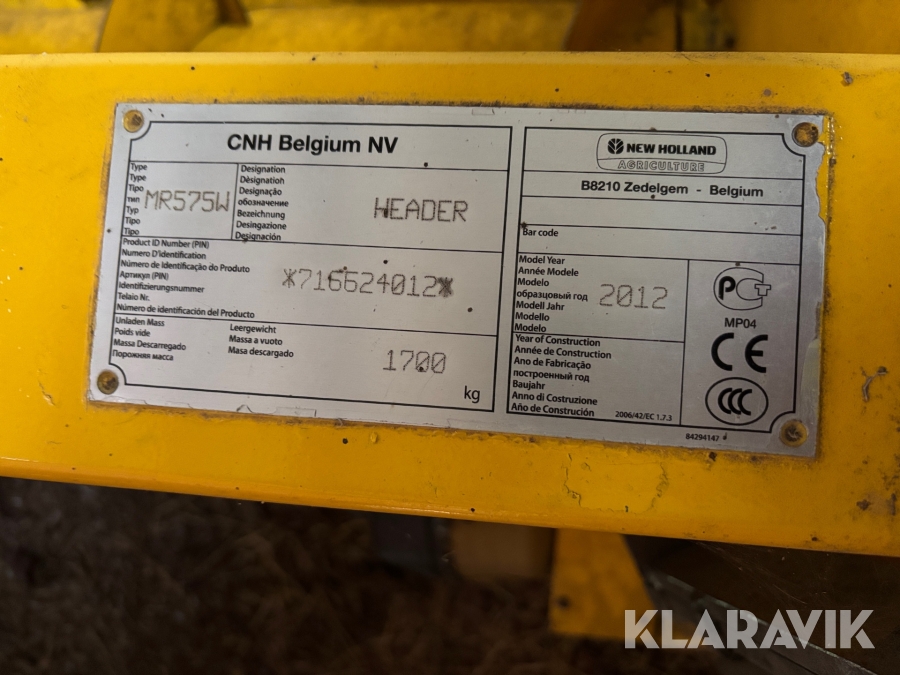 CNH Belgium NV
Type
Type
Tipo
тип
Typ
Tipo
Tipo
MR575W
Designation
Dèsignation
Designação
обозначение
Bezeichnung
Desingazione
Designación
HEADER
Product ID Number (PIN)
Numero D'identification
Número de Identificação do Produto
Артикул (PIN)
Identifizierungsnummer
Telaio Nr.
Número de identificación del Producto
*716624012*
Unladen Mass
Poids vide
Massa Descarregado
Порожняя масса
Leergewicht
Massa a vuoto
Masa descargado
1700
kg
NEW HOLLAND
AGRICULTURE
B8210 Zedelgem - Belgium
Bar code
Model Year
Année Modele
Modelo
образцовый год
Modell Jahr
Modello
Modelo
2012
Year of Construction
Année de Construction
Ano de Fabricação
построенный год
Baujahr
Anno di Costruzione
Año de Construción
2006/42/EC 1.7.3
РСТ
MP04
CE
CCC
84294147
KLARAVIK